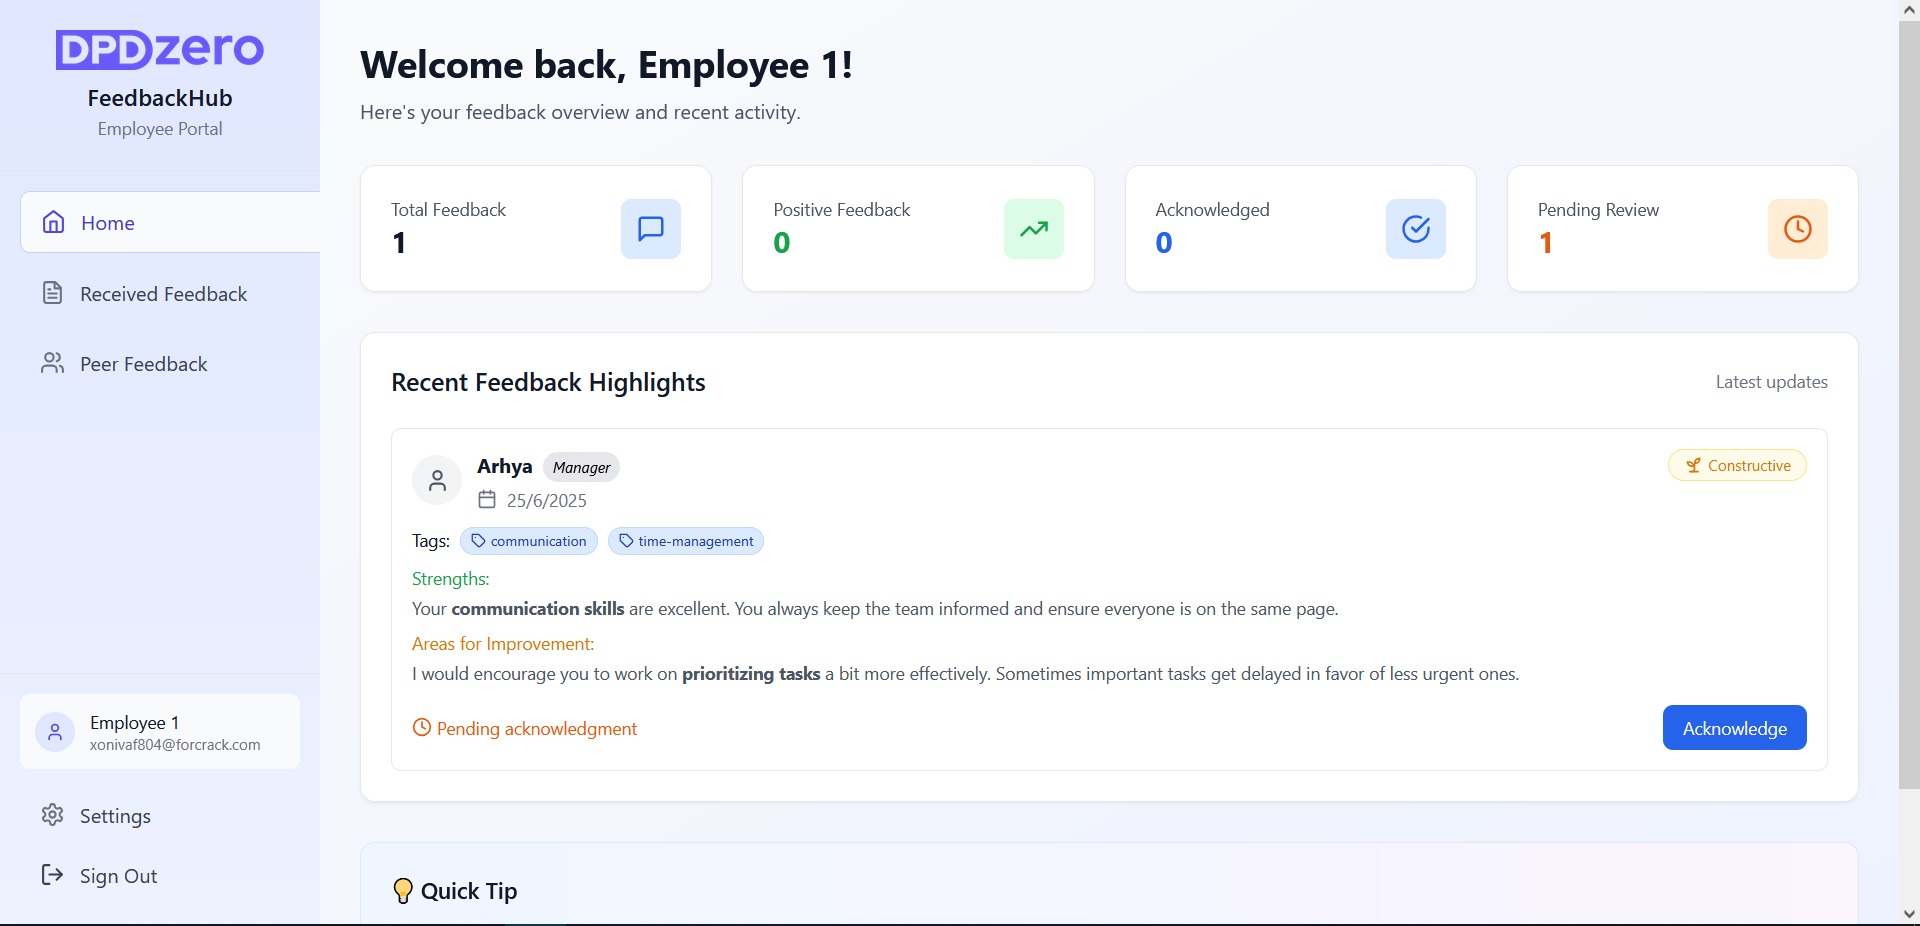 DPDzero
FeedbackHub
Employee Portal
Home
Received Feedback
Peer Feedback
Employee 1
xonivaf804@forcrack.com
Settings
Sign Out
Welcome back, Employee 1!
Here's your feedback overview and recent activity.
Total Feedback
1
Positive Feedback
0
Acknowledged
0
Pending Review
1
Recent Feedback Highlights
Latest updates
Arhya Manager
Constructive
25/6/2025
Tags: communication time-management
Strengths:
Your communication skills are excellent. You always keep the team informed and ensure everyone is on the same page.
Areas for Improvement:
I would encourage you to work on prioritizing tasks a bit more effectively. Sometimes important tasks get delayed in favor of less urgent ones.
Pending acknowledgment
Acknowledge
Quick Tip